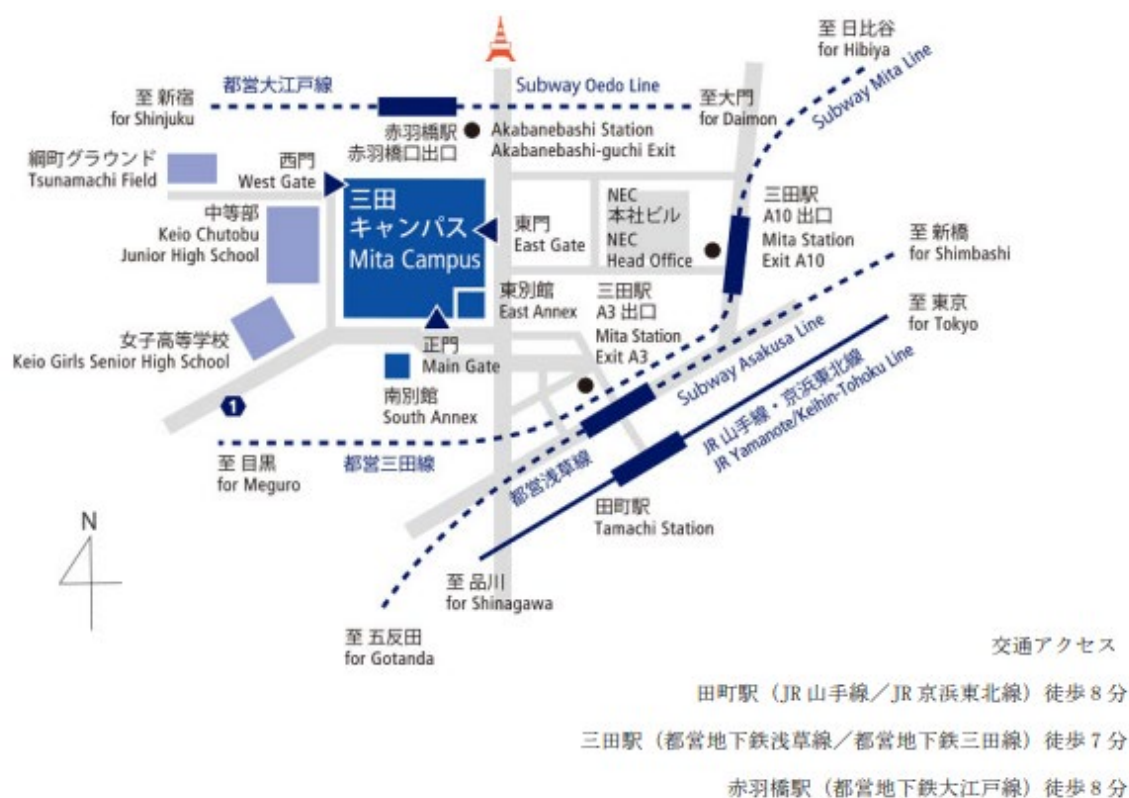 至 日比谷
for Hibiya
Subway Mita Line
都営大江戸線
Subway Oedo Line
至 新宿
for Shinjuku
至大門
for Daimon
赤羽橋駅
赤羽橋口出口
Akabanebashi Station
Akabanebashi-guchi Exit
綱町グラウンド
Tsunamachi Field
西門
West Gate
三田
キャンパス
Mita Campus
中等部
Keio Chutobu
Junior High School
東門
East Gate
NEC
本社ビル
NEC
Head Office
三田駅
A10 出口
Mita Station
Exit A10
至 新橋
for Shimbashi
東別館
East Annex
三田駅
A3 出口
Mita Station
Exit A3
至 東京
for Tokyo
女子高等学校
Keio Girls Senior High School
正門
Main Gate
Subway Asakusa Line
南別館
South Annex
1
JR 山手線・京浜東北線
JR Yamanote/Keihin-Tohoku Line
至 目黒
for Meguro
都営三田線
都営浅草線
田町駅
Tamachi Station
N
至 品川
for Shinagawa
至 五反田
for Gotanda
交通アクセス
田町駅（JR 山手線／JR 京浜東北線）徒歩 8 分
三田駅（都営地下鉄浅草線／都営地下鉄三田線）徒歩 7 分
赤羽橋駅（都営地下鉄大江戸線）徒歩 8 分